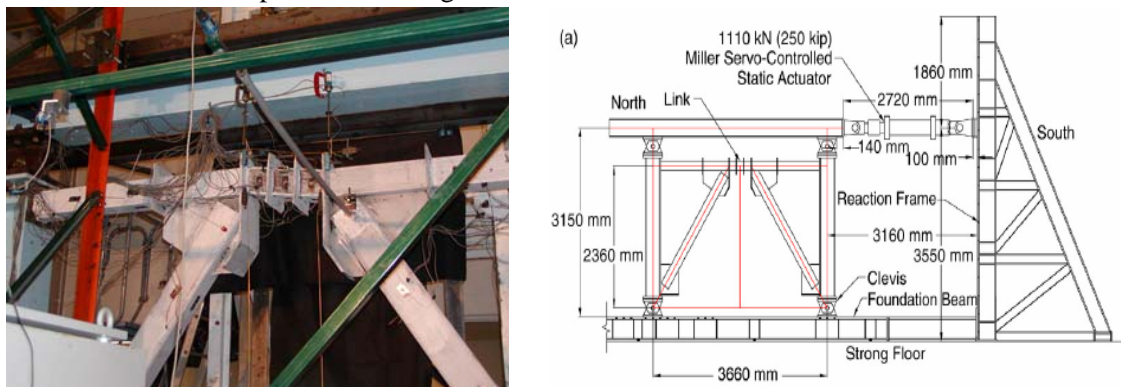 (a)
1110 kN (250 kip)
Miller Servo-Controlled
Static Actuator
1860 mm
2720 mm
Link
North
South
140 mm
100 mm
Reaction Frame
3150 mm
3160 mm
2360 mm
3550 mm
Clevis
Foundation Beam
Strong Floor
3660 mm